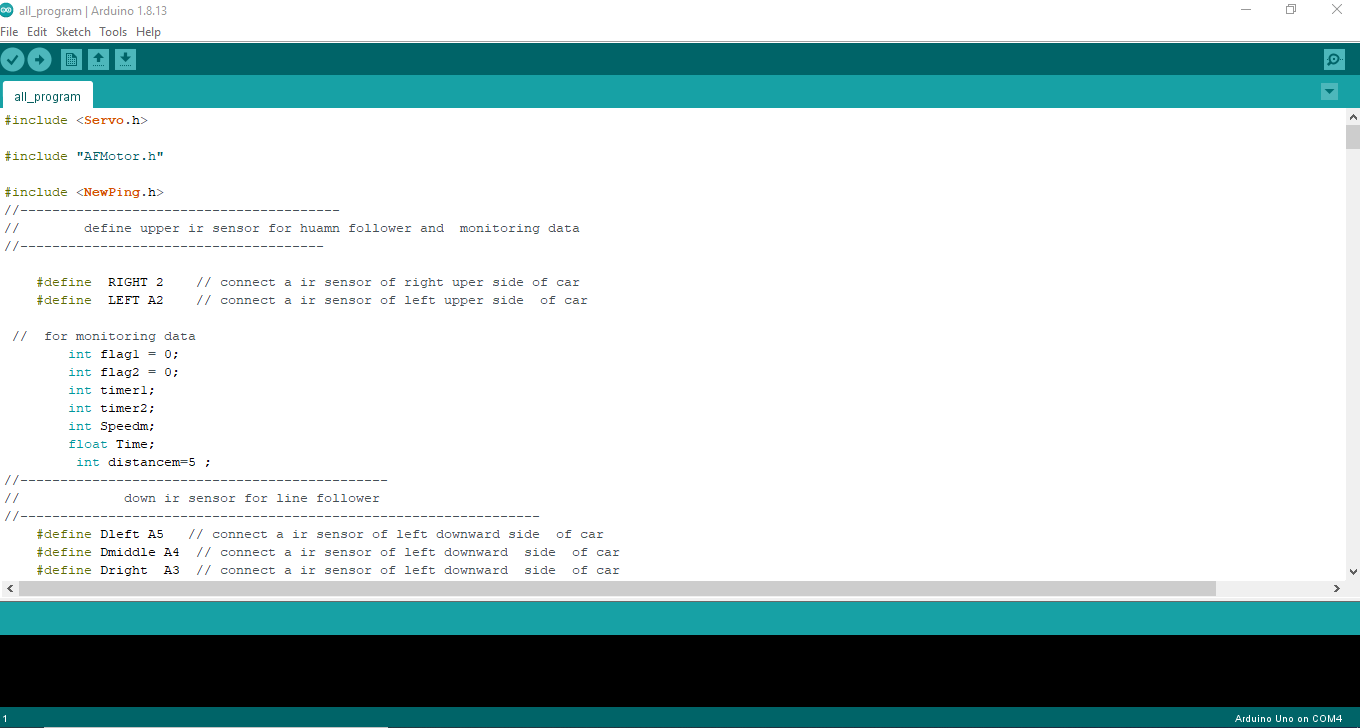 all_program | Arduino 1.8.13
File Edit Sketch Tools Help
all_program
#include <Servo.h>
#include "AFMotor.h"
#include <NewPing.h>
//----------------------------------------
//        define upper ir sensor for huamn follower and  monitoring data
//--------------------------------------
    #define  RIGHT 2    // connect a ir sensor of right uper side of car
    #define  LEFT A2    // connect a ir sensor of left upper side  of car
 //  for monitoring data
        int flag1 = 0;
        int flag2 = 0;
        int timer1;
        int timer2;
        int Speedm;
        float Time;
         int distancem=5 ;
//----------------------------------------------
//             down ir sensor for line follower
//-----------------------------------------------------------------
    #define Dleft A5   // connect a ir sensor of left downward side  of car
    #define Dmiddle A4  // connect a ir sensor of left downward  side  of car
    #define Dright  A3  // connect a ir sensor of left downward  side  of car
1
Arduino Uno on COM4